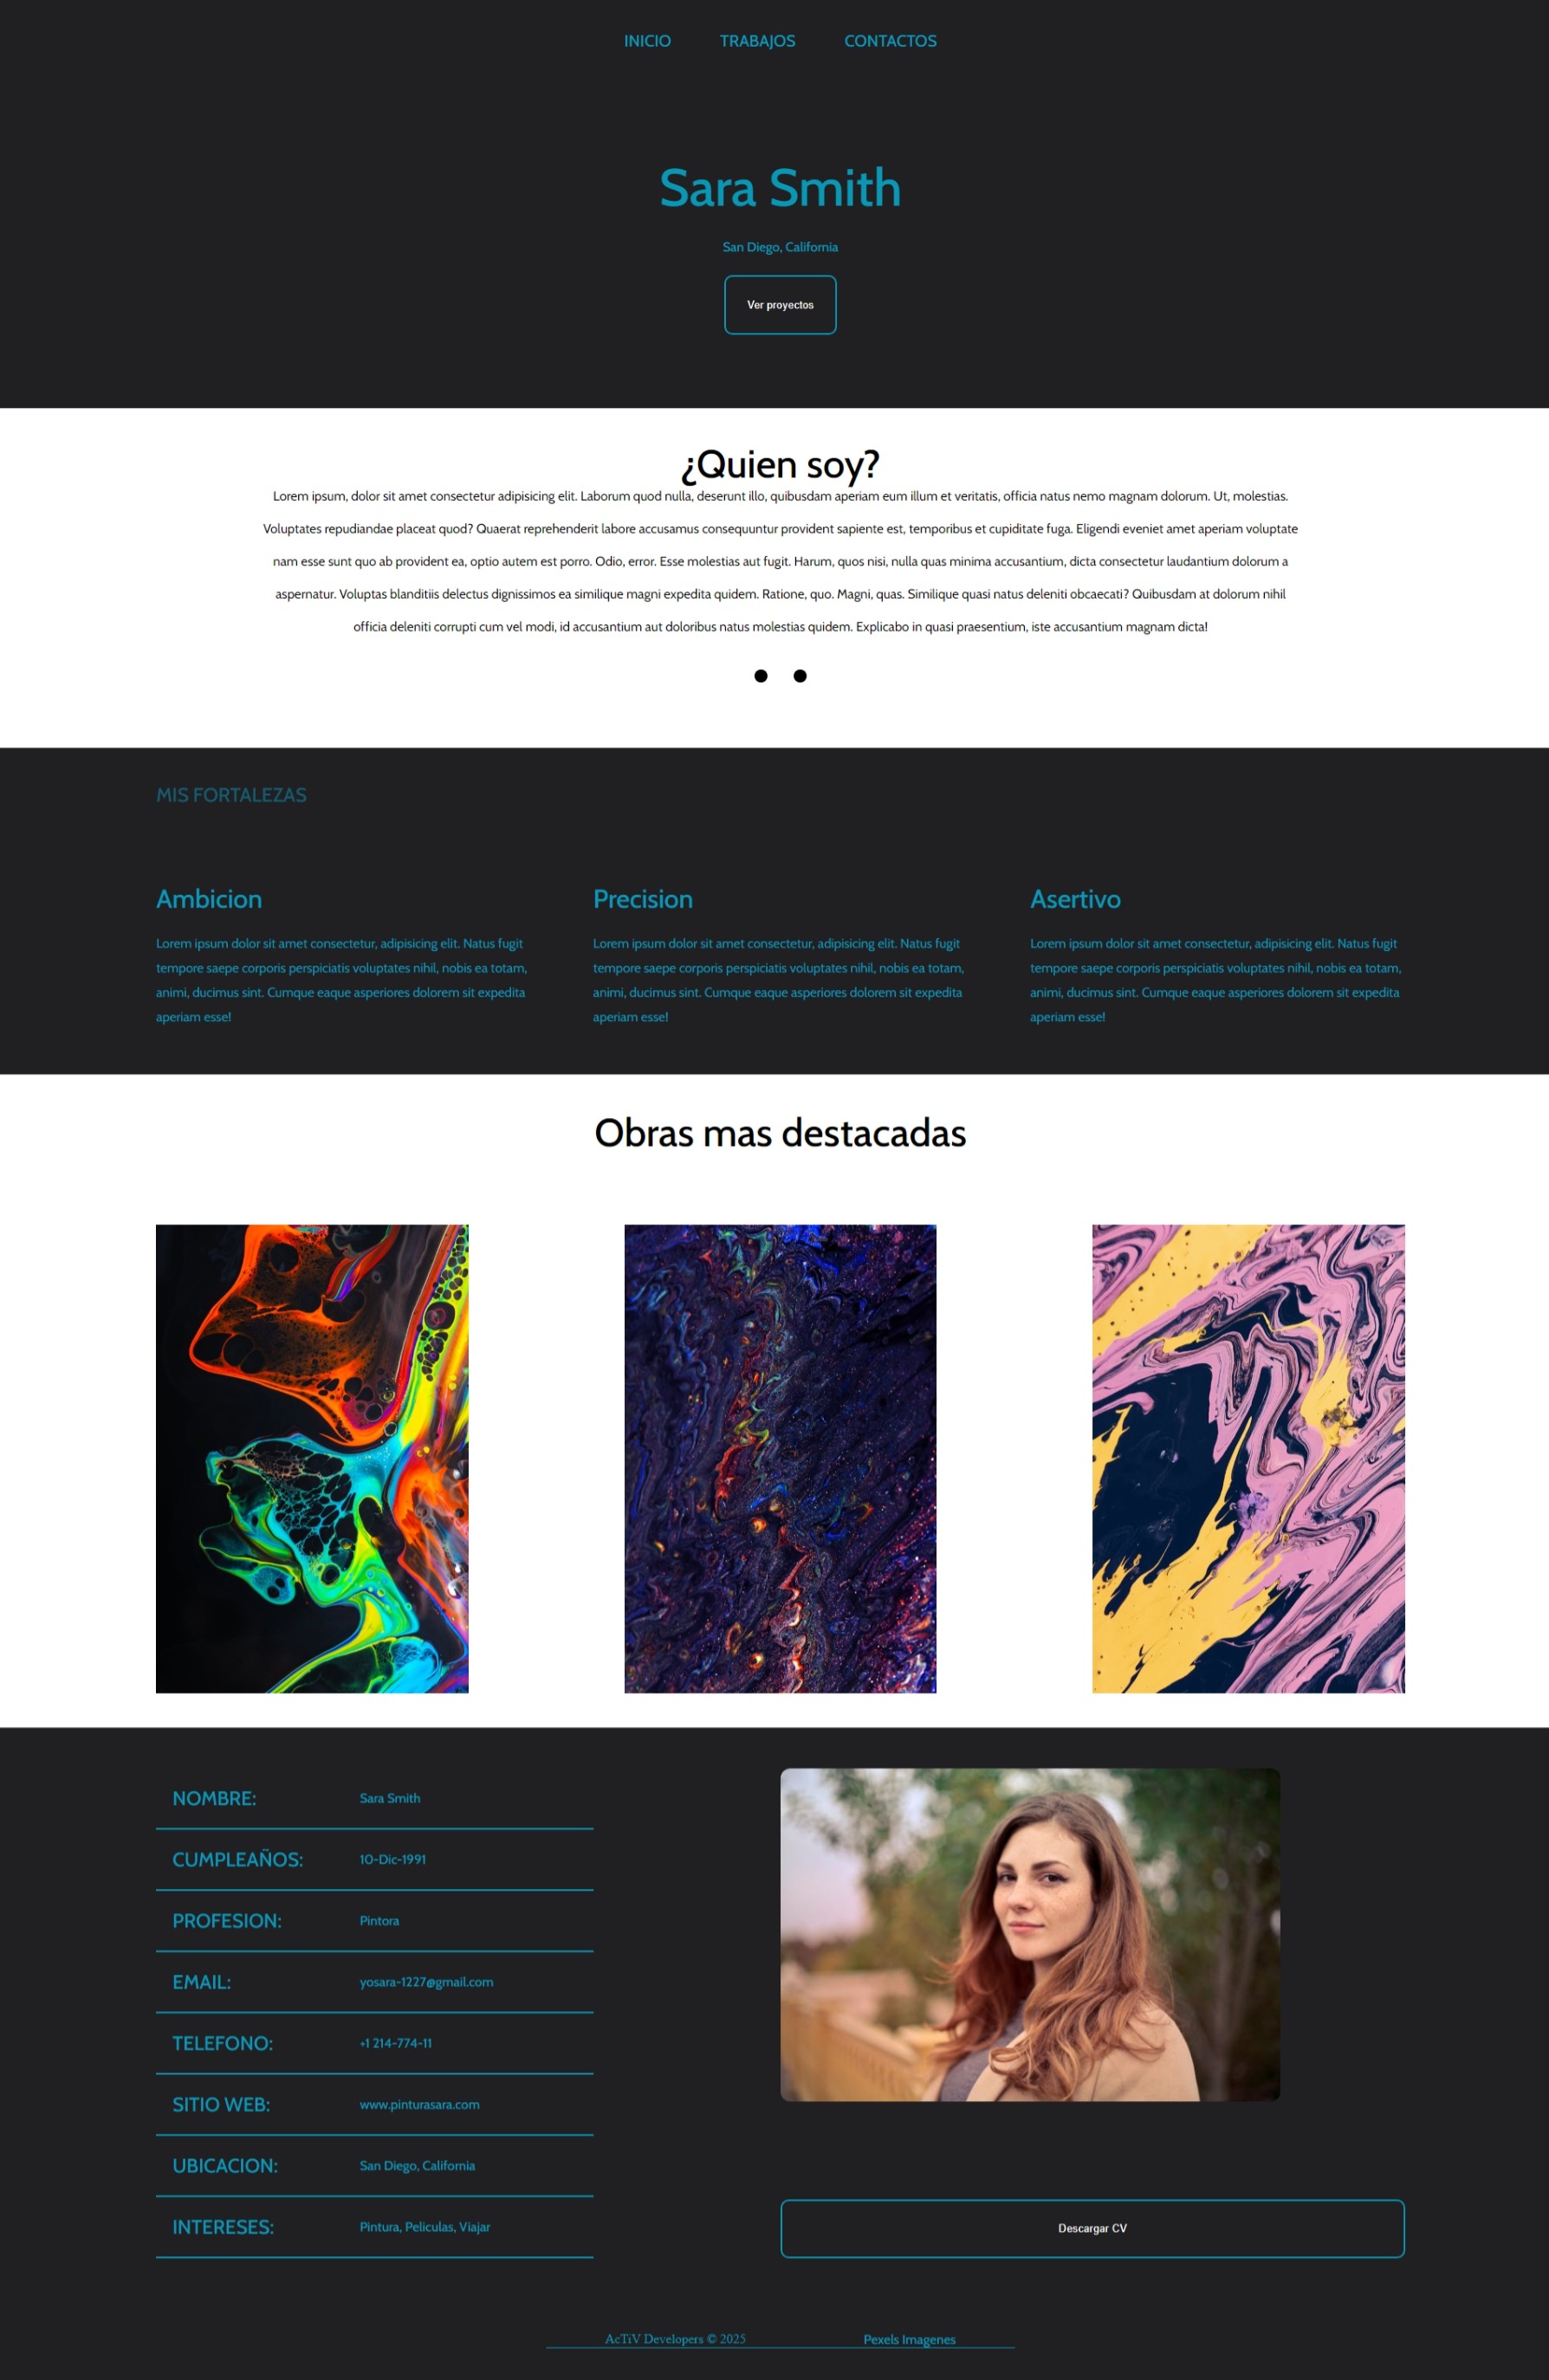 INICIO TRABAJOS CONTACTOS
Sara Smith
San Diego, California
Ver proyectos
¿Quien soy?
Lorem ipsum, dolor sit amet consectetur adipisicing elit. Laborum quod nulla, deserunt illo, quibusdam aperiam eum illum et veritatis, officia natus nemo magnam dolorum. Ut, molestias.
Voluptates repudiandae placeat quod? Quaerat reprehenderit labore accusamus consequuntur provident sapiente est, temporibus et cupiditate fuga. Eligendi eveniet amet aperiam voluptate
nam esse sunt quo ab provident ea, optio autem est porro. Odio, error. Esse molestias aut fugit. Harum, quos nisi, nulla quas minima accusantium, dicta consectetur laudantium dolorum a
aspernatur. Voluptas blanditiis delectus dignissimos ea similique magni expedita quidem. Ratione, quo. Magni, quas. Similique quasi natus deleniti obcaecati? Quibusdam at dolorum nihil
officia deleniti corrupti cum vel modi, id accusantium aut doloribus natus molestias quidem. Explicabo in quasi praesentium, iste accusantium magnam dicta!
MIS FORTALEZAS
Ambicion
Lorem ipsum dolor sit amet consectetur, adipisicing elit. Natus fugit
tempore saepe corporis perspiciatis voluptates nihil, nobis ea totam,
animi, ducimus sint. Cumque eaque asperiores dolorem sit expedita
aperiam esse!
Precision
Lorem ipsum dolor sit amet consectetur, adipisicing elit. Natus fugit
tempore saepe corporis perspiciatis voluptates nihil, nobis ea totam,
animi, ducimus sint. Cumque eaque asperiores dolorem sit expedita
aperiam esse!
Asertivo
Lorem ipsum dolor sit amet consectetur, adipisicing elit. Natus fugit
tempore saepe corporis perspiciatis voluptates nihil, nobis ea totam,
animi, ducimus sint. Cumque eaque asperiores dolorem sit expedita
aperiam esse!
Obras mas destacadas
NOMBRE: Sara Smith
CUMPLEAÑOS: 10-Dic-1991
PROFESION: Pintora
EMAIL: yosara-1227@gmail.com
TELEFONO: +1 214-774-11
SITIO WEB: www.pinturasara.com
UBICACION: San Diego, California
INTERESES: Pintura, Peliculas, Viajar
Descargar CV
AcTiV Developers © 2025 Pexels Imagenes